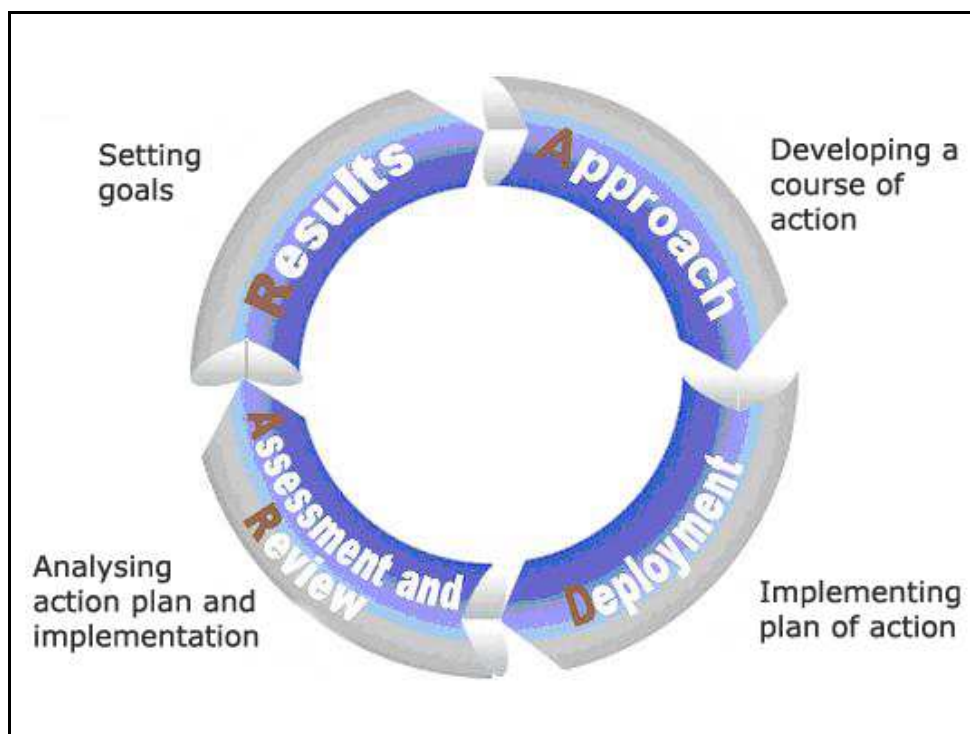 Setting
goals
Results
Approach
Developing a
course of
action
Deployment
Implementing
plan of action
Assessment and
Review
Analysing
action plan and
implementation